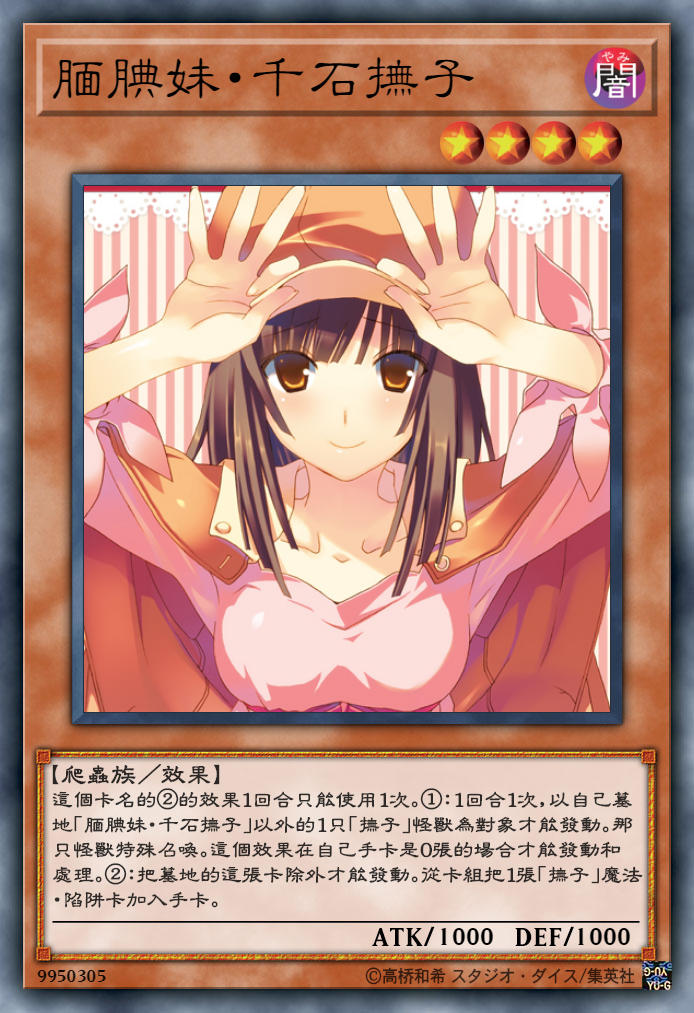 腼腆妹・千石撫子
やみ
闇
【爬蟲族／效果】
這個卡名的②的效果1回合只能使用1次。①：1回合1次，以自己墓
地「腼腆妹・千石撫子」以外的1只「撫子」怪獸為對象才能發動。那
只怪獸特殊召喚。這個效果在自己手卡是0張的場合才能發動和
處理。②：把墓地的這張卡除外才能發動。從卡組把1張「撫子」魔法
・陷阱卡加入手卡。
ATK/1000 DEF/1000
9950305 ©高桥和希 スタジオ・ダイス/集英社
YU-G
YU-G